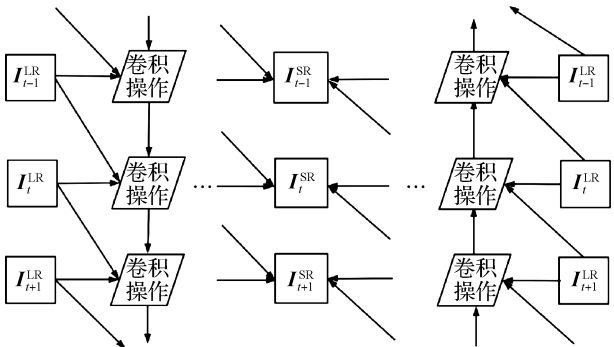 I_{t-1}^{LR} 卷积 I_{t-1}^{SR} 卷积 I_{t-1}^{LR}
操作 操作
I_t^{LR} 卷积 … I_t^{SR} … 卷积 I_t^{LR}
操作 操作
I_{t+1}^{LR} 卷积 I_{t+1}^{SR} 卷积 I_{t+1}^{LR}
操作 操作